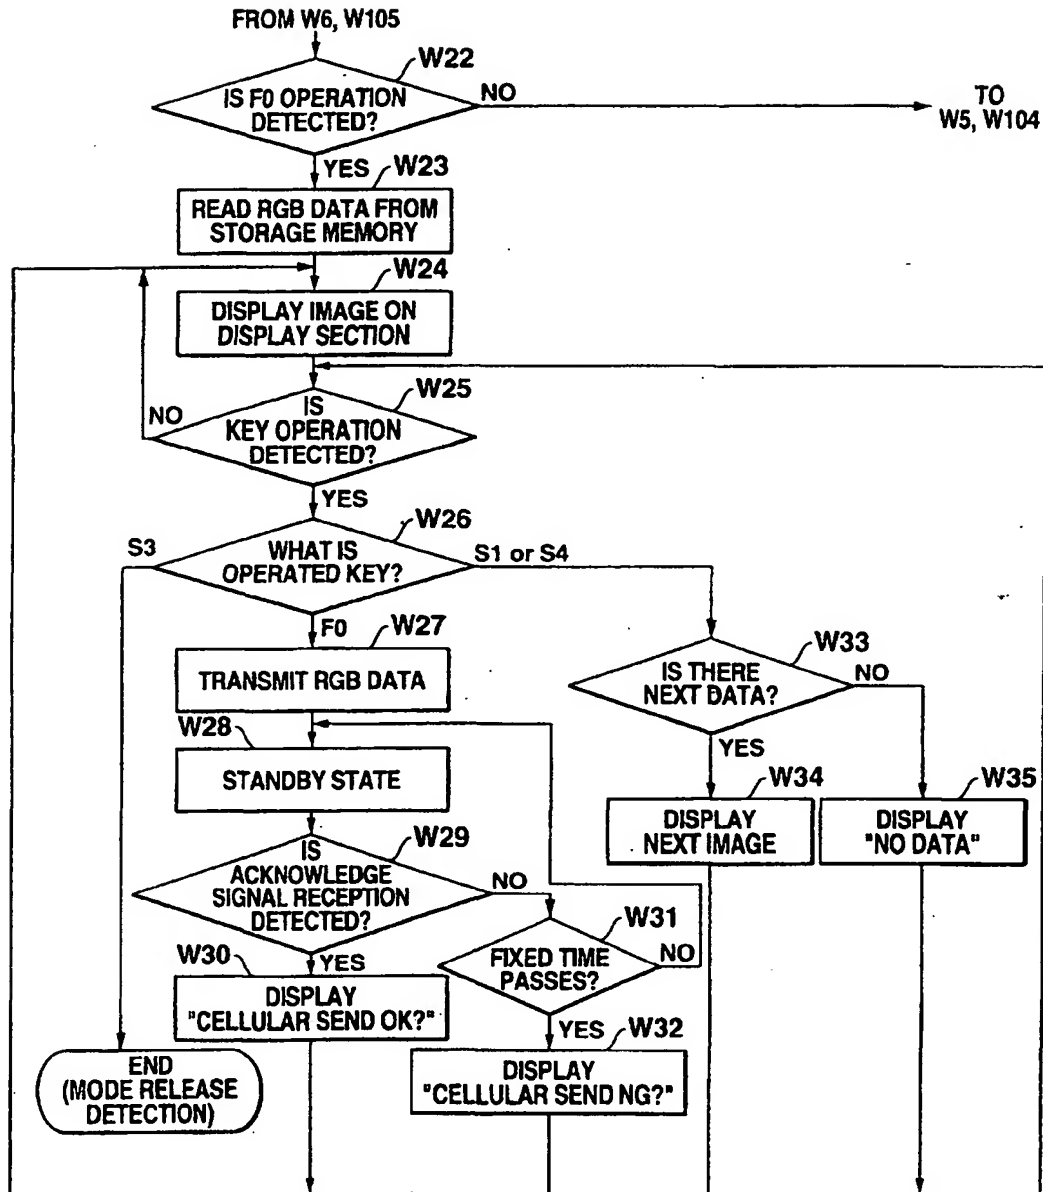 FROM W6, W105
W22
IS F0 OPERATION
DETECTED?
NO
TO
W5, W104
YES
W23
READ RGB DATA FROM
STORAGE MEMORY
W24
DISPLAY IMAGE ON
DISPLAY SECTION
W25
NO
IS
KEY OPERATION
DETECTED?
YES
W26
S3
WHAT IS
OPERATED KEY?
S1 or S4
F0
W27
W33
TRANSMIT RGB DATA
IS THERE
NEXT DATA?
NO
W28
YES
STANDBY STATE
W34
W35
DISPLAY
NEXT IMAGE
DISPLAY
"NO DATA"
W29
IS
ACKNOWLEDGE
SIGNAL RECEPTION
DETECTED?
NO
W31
FIXED TIME
PASSES?
NO
W30
YES
DISPLAY
"CELLULAR SEND OK?"
YES
W32
DISPLAY
"CELLULAR SEND NG?"
END
(MODE RELEASE
DETECTION)